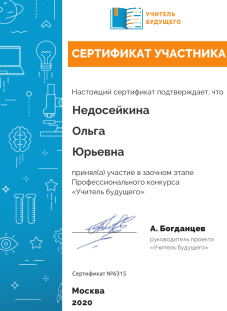 УЧИТЕЛЬ
БУДУЩЕГО
СЕРТИФИКАТ УЧАСТНИКА
Настоящий сертификат подтверждает, что
Недосейкина
Ольга
Юрьевна
принял(а) участие в заочном этапе
Профессионального конкурса
«Учитель будущего»
А. Богданцев
руководитель проекта
«Учитель будущего»
Сертификат №6315
Москва
2020